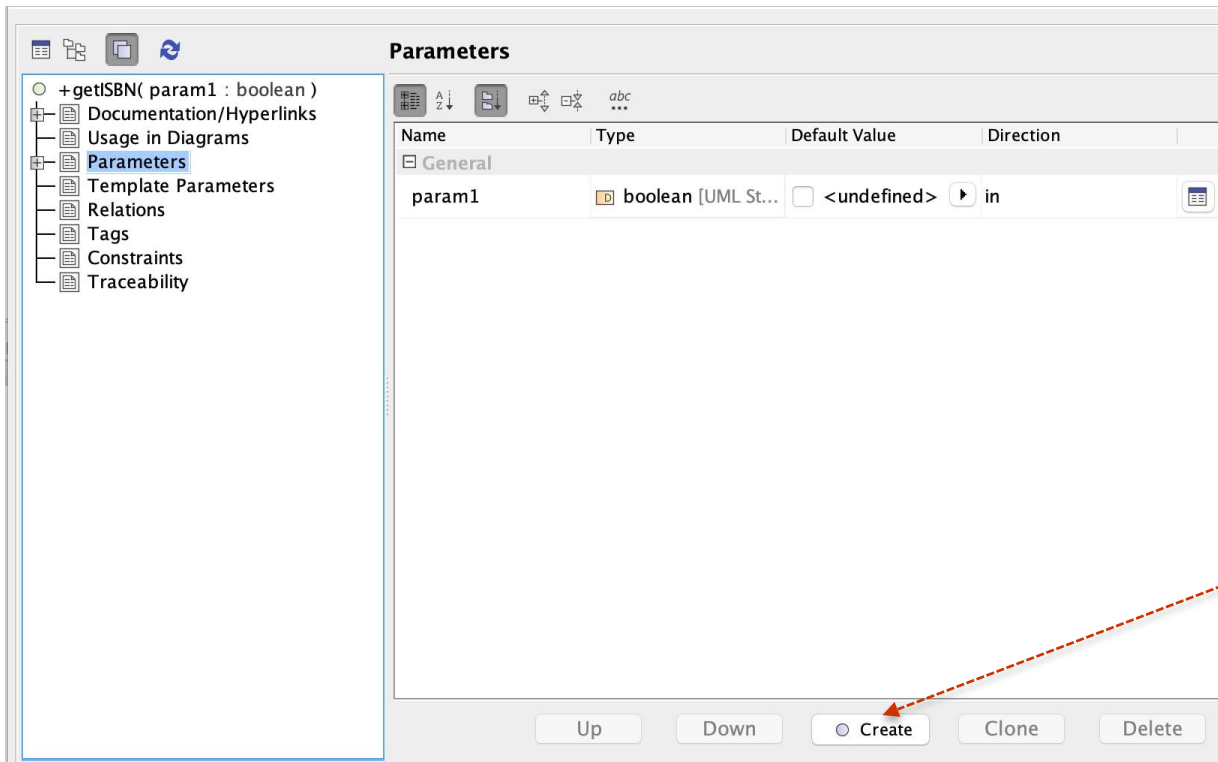 Parameters
+getISBN( param1 : boolean )
Documentation/Hyperlinks
Usage in Diagrams
Parameters
Template Parameters
Relations
Tags
Constraints
Traceability
A
Z
abc
Name Type Default Value Direction
General
param1 D boolean [UML St... <undefined> in
Up Down Create Clone Delete